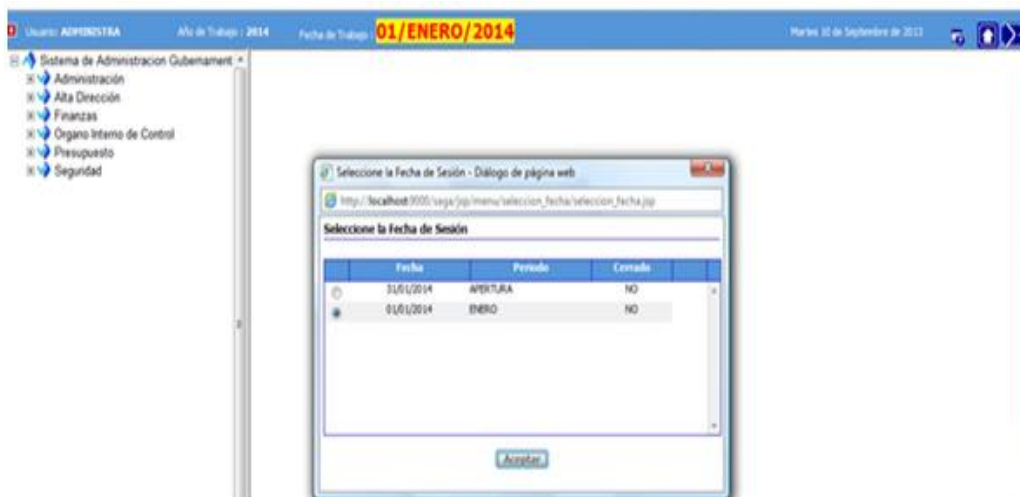 Usuario: ADMINISTRA Año de Trabajo : 2014 Fecha de Trabajo : 01/ENERO/2014 Martes 10 de Septiembre de 2013
Sistema de Administracion Gubernament
Administración
Alta Dirección
Finanzas
Organo Interno de Control
Presupuesto
Seguridad
Seleccione la Fecha de Sesión - Diálogo de página web
http://localhost:9000/saga/jsp/menu/seleccion_fecha/seleccion_fecha.jsp
Seleccione la Fecha de Sesión
Fecha Periodo Cerrado
31/01/2014 APERTURA NO
01/01/2014 ENERO NO
Aceptar